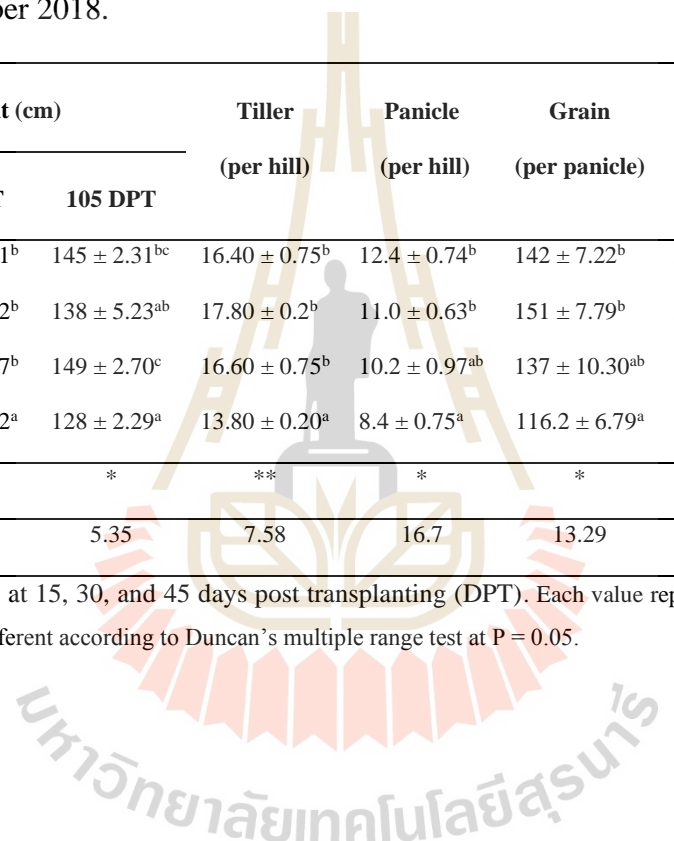 ber 2018.
t (cm) Tiller Panicle Grain
(per hill) (per hill) (per panicle)
T 105 DPT
1ᵇ 145 ± 2.31ᵇᶜ 16.40 ± 0.75ᵇ 12.4 ± 0.74ᵇ 142 ± 7.22ᵇ
2ᵇ 138 ± 5.23ᵃᵇ 17.80 ± 0.2ᵇ 11.0 ± 0.63ᵇ 151 ± 7.79ᵇ
7ᵇ 149 ± 2.70ᶜ 16.60 ± 0.75ᵇ 10.2 ± 0.97ᵃᵇ 137 ± 10.30ᵃᵇ
2ᵃ 128 ± 2.29ᵃ 13.80 ± 0.20ᵃ 8.4 ± 0.75ᵃ 116.2 ± 6.79ᵃ
* ** * *
5.35 7.58 16.7 13.29
at 15, 30, and 45 days post transplanting (DPT). Each value rep
fferent according to Duncan’s multiple range test at P = 0.05.
มหาวิทยาลัยเทคโนโลยีสุรนารี